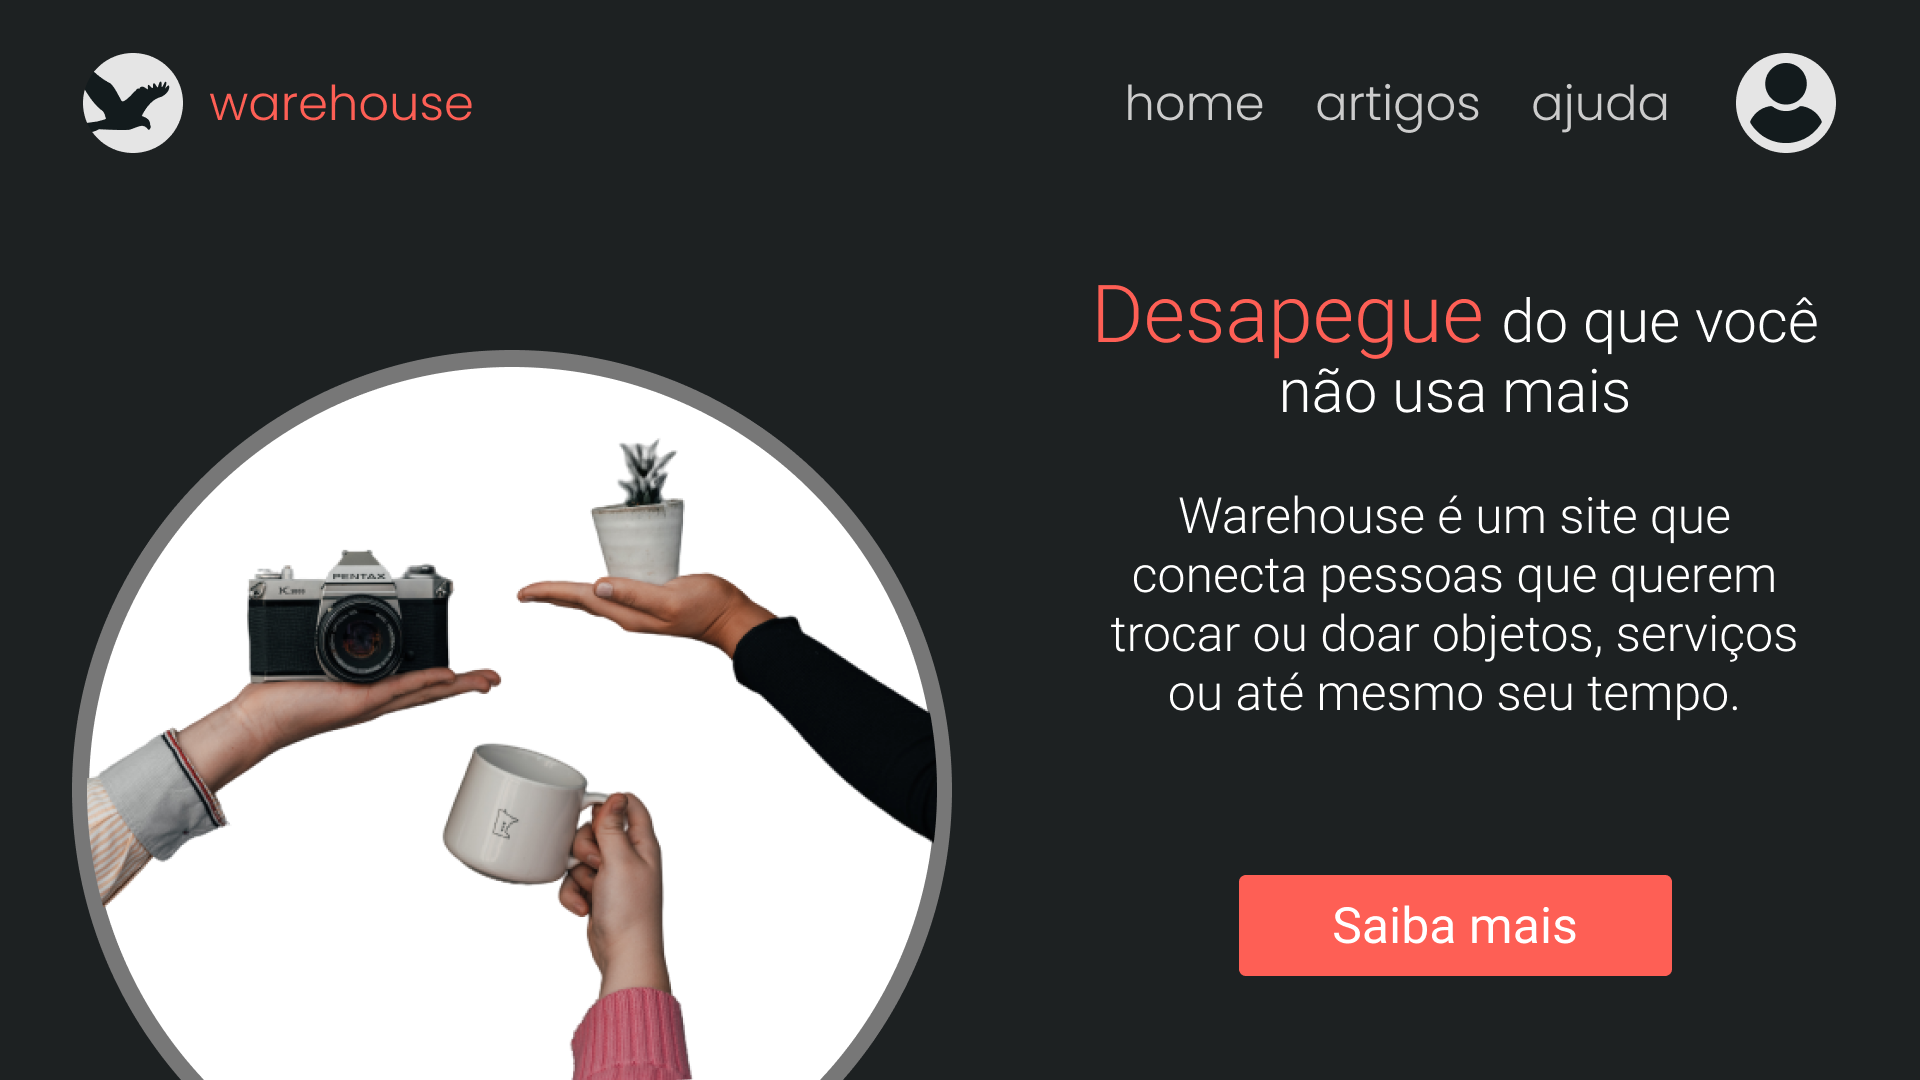 warehouse
home artigos ajuda
Desapegue do que você
não usa mais
Warehouse é um site que
conecta pessoas que querem
trocar ou doar objetos, serviços
ou até mesmo seu tempo.
PENTAX
Saiba mais